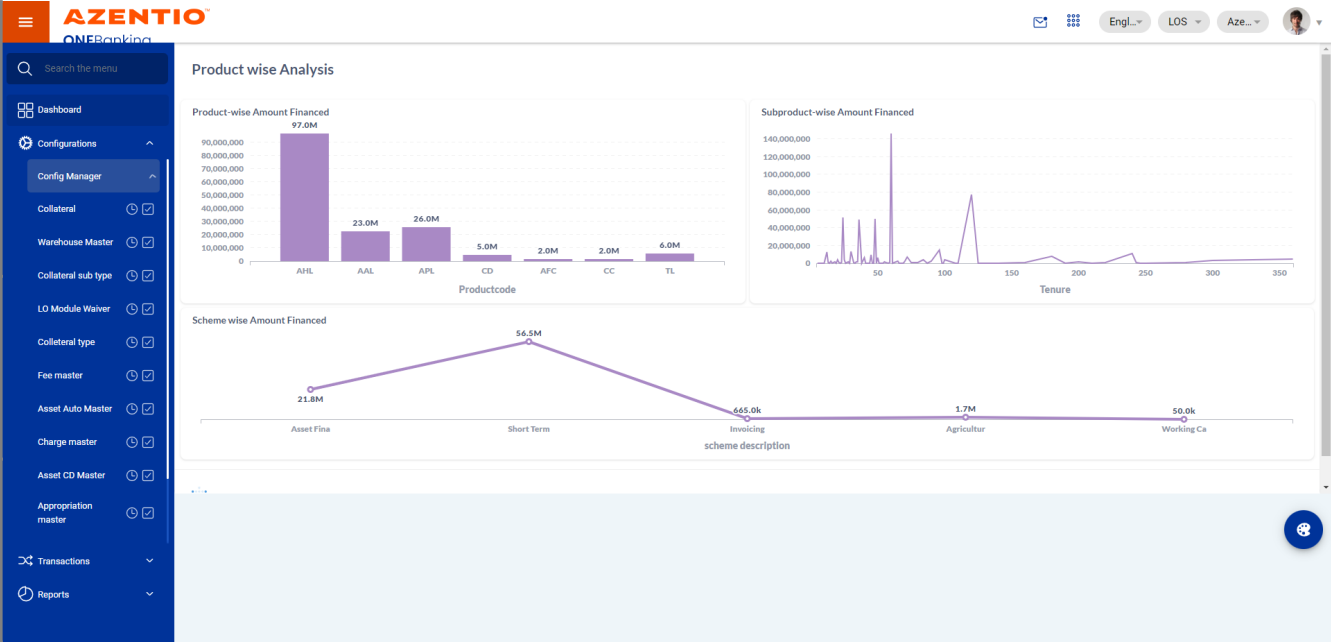 AZENTIO
ONEBanking
Engl...
LOS
Aze...
Search the menu
Dashboard
Configurations
Config Manager
Collateral
Warehouse Master
Collateral sub type
LO Module Waiver
Colleteral type
Fee master
Asset Auto Master
Charge master
Asset CD Master
Appropriation
master
Transactions
Reports
Product wise Analysis
Product-wise Amount Financed
97.0M
90,000,000
80,000,000
70,000,000
60,000,000
50,000,000
40,000,000
30,000,000
20,000,000
10,000,000
0
23.0M
26.0M
5.0M
2.0M
2.0M
6.0M
AHL
AAL
APL
CD
AFC
CC
TL
Productcode
Subproduct-wise Amount Financed
140,000,000
120,000,000
100,000,000
80,000,000
60,000,000
40,000,000
20,000,000
0
50
100
150
200
250
300
350
Tenure
Scheme wise Amount Financed
21.8M
56.5M
665.0k
1.7M
50.0k
Asset Fina
Short Term
Invoicing
Agricultur
Working Ca
scheme description